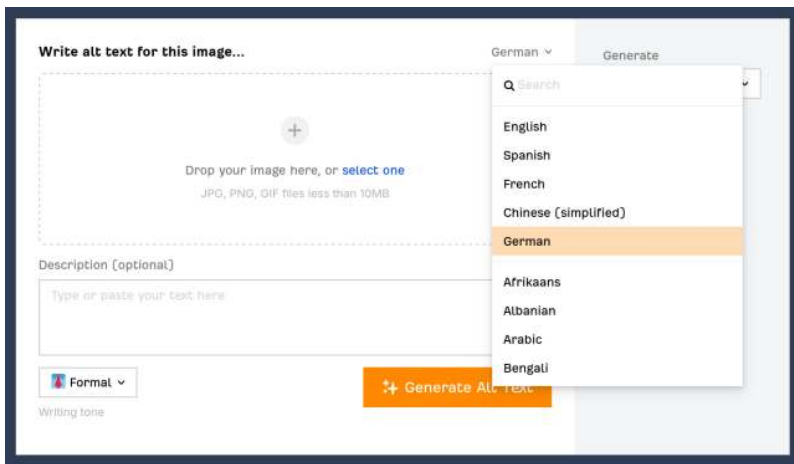 Write alt text for this image...
German
Generate
Search
English
Spanish
French
Chinese (simplified)
German
Afrikaans
Albanian
Arabic
Bengali
Drop your image here, or select one
JPG, PNG, GIF files less than 10MB
Description (optional)
Type or paste your text here
Formal
Generate Alt Text
Writing tone